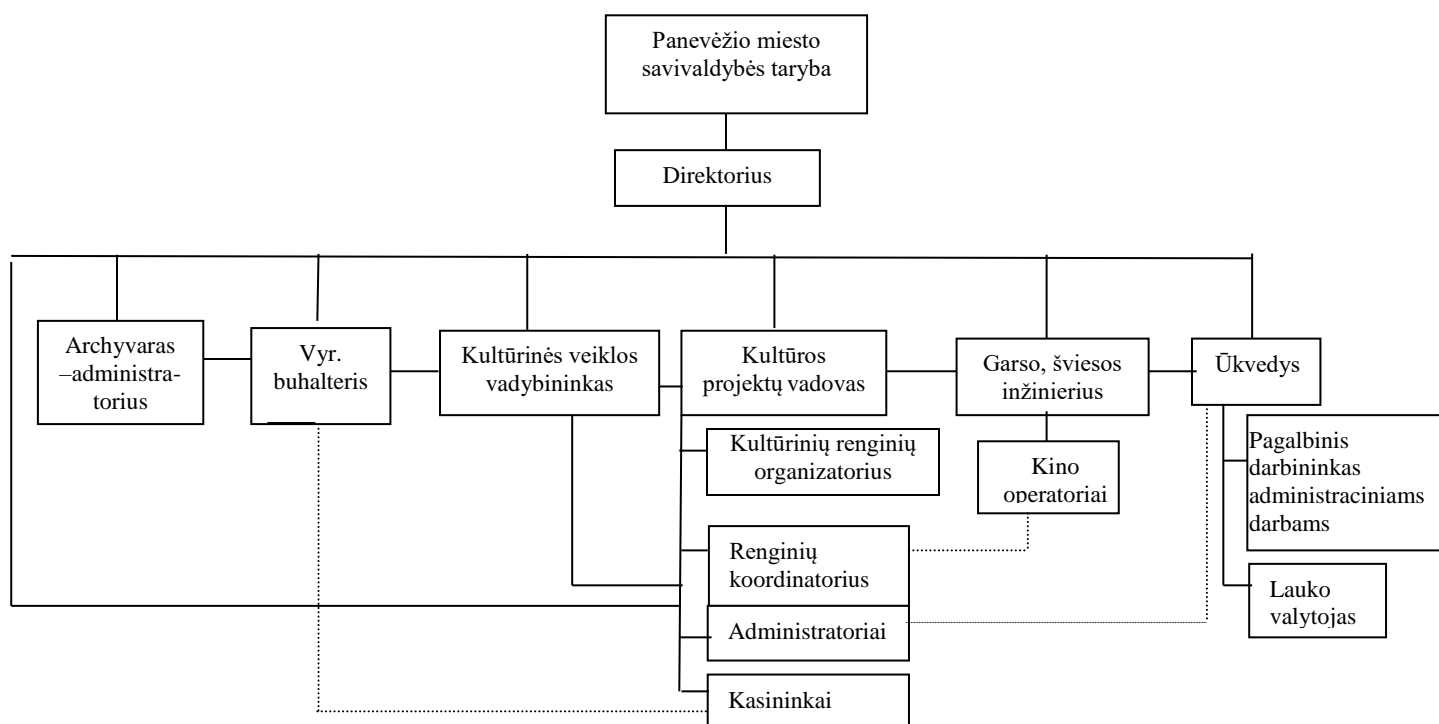 Panevėžio miesto
savivaldybės taryba
Direktorius
Archyvaras
–administra-
torius
Vyr.
buhalteris
Kultūrinės veiklos
vadybininkas
Kultūros
projektų vadovas
Garso, šviesos
inžinierius
Ūkvedys
Kultūrinių renginių
organizatorius
Kino
operatoriai
Pagalbinis
darbininkas
administraciniams
darbams
Renginių
koordinatorius
Lauko
valytojas
Administratoriai
Kasininkai